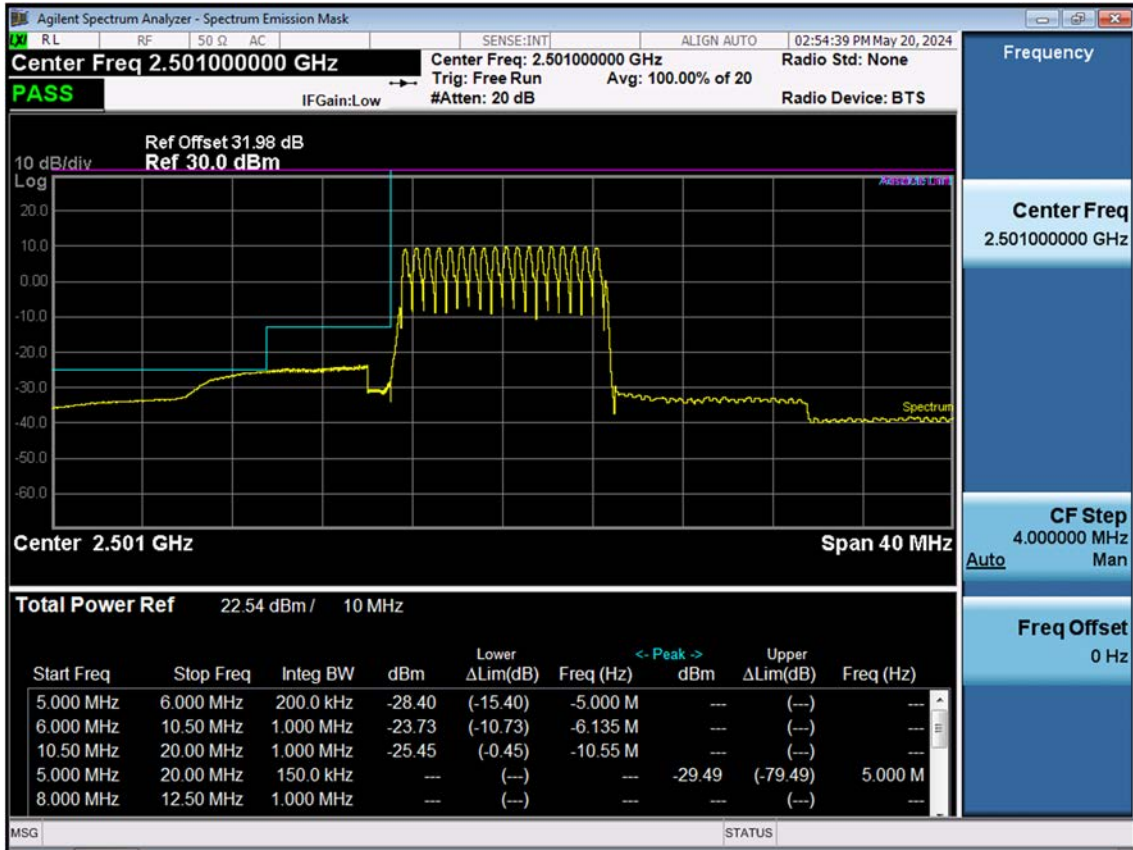 Agilent Spectrum Analyzer - Spectrum Emission Mask
LXI RL RF 50 Ω AC SENSE:INT ALIGN AUTO 02:54:39 PM May 20, 2024
Center Freq 2.501000000 GHz
Center Freq: 2.501000000 GHz
Radio Std: None
Trig: Free Run Avg: 100.00% of 20
PASS
IFGain:Low
#Atten: 20 dB
Radio Device: BTS
Ref Offset 31.98 dB
10 dB/div Ref 30.0 dBm
Log
20.0
10.0
0.00
-10.0
-20.0
-30.0
-40.0
-50.0
-60.0
Spectrum
Center 2.501 GHz Span 40 MHz
Total Power Ref 22.54 dBm / 10 MHz
Lower <- Peak -> Upper
Start Freq Stop Freq Integ BW dBm ΔLim(dB) Freq (Hz) dBm ΔLim(dB) Freq (Hz)
5.000 MHz 6.000 MHz 200.0 kHz -28.40 (-15.40) -5.000 M --- (---) ---
6.000 MHz 10.50 MHz 1.000 MHz -23.73 (-10.73) -6.135 M --- (---) ---
10.50 MHz 20.00 MHz 1.000 MHz -25.45 (-0.45) -10.55 M --- (---) ---
5.000 MHz 20.00 MHz 150.0 kHz --- (---) --- -29.49 (-79.49) 5.000 M
8.000 MHz 12.50 MHz 1.000 MHz --- (---) --- --- (---) ---
MSG STATUS
Frequency
Center Freq
2.501000000 GHz
CF Step
4.000000 MHz
Auto Man
Freq Offset
0 Hz